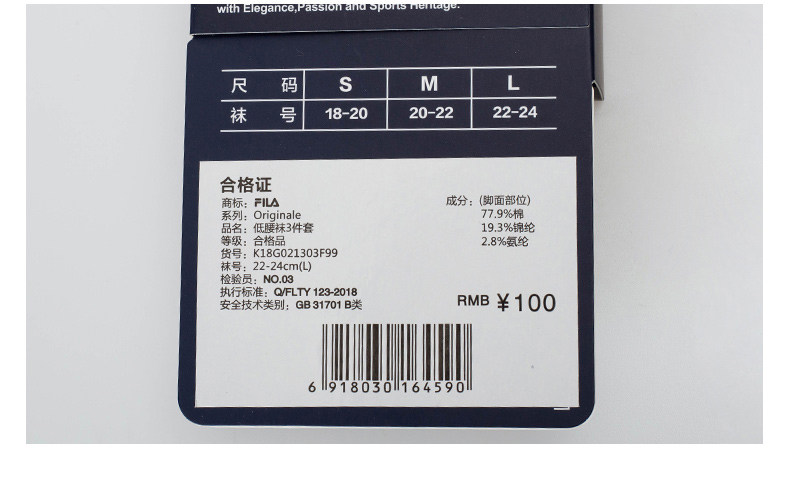 with Elegance,Passion and Sports Heritage.
尺 码 S M L
袜 号 18-20 20-22 22-24
合格证
商标：FILA
系列：Originale
品名：低腰袜3件套
等级：合格品
货号：K18G021303F99
袜号：22-24cm(L)
检验员：NO.03
执行标准：Q/FLTY 123-2018
安全技术类别：GB 31701 B类
成分：(脚面部位)
77.9%棉
19.3%锦纶
2.8%氨纶
RMB ￥100
6 918030 164590